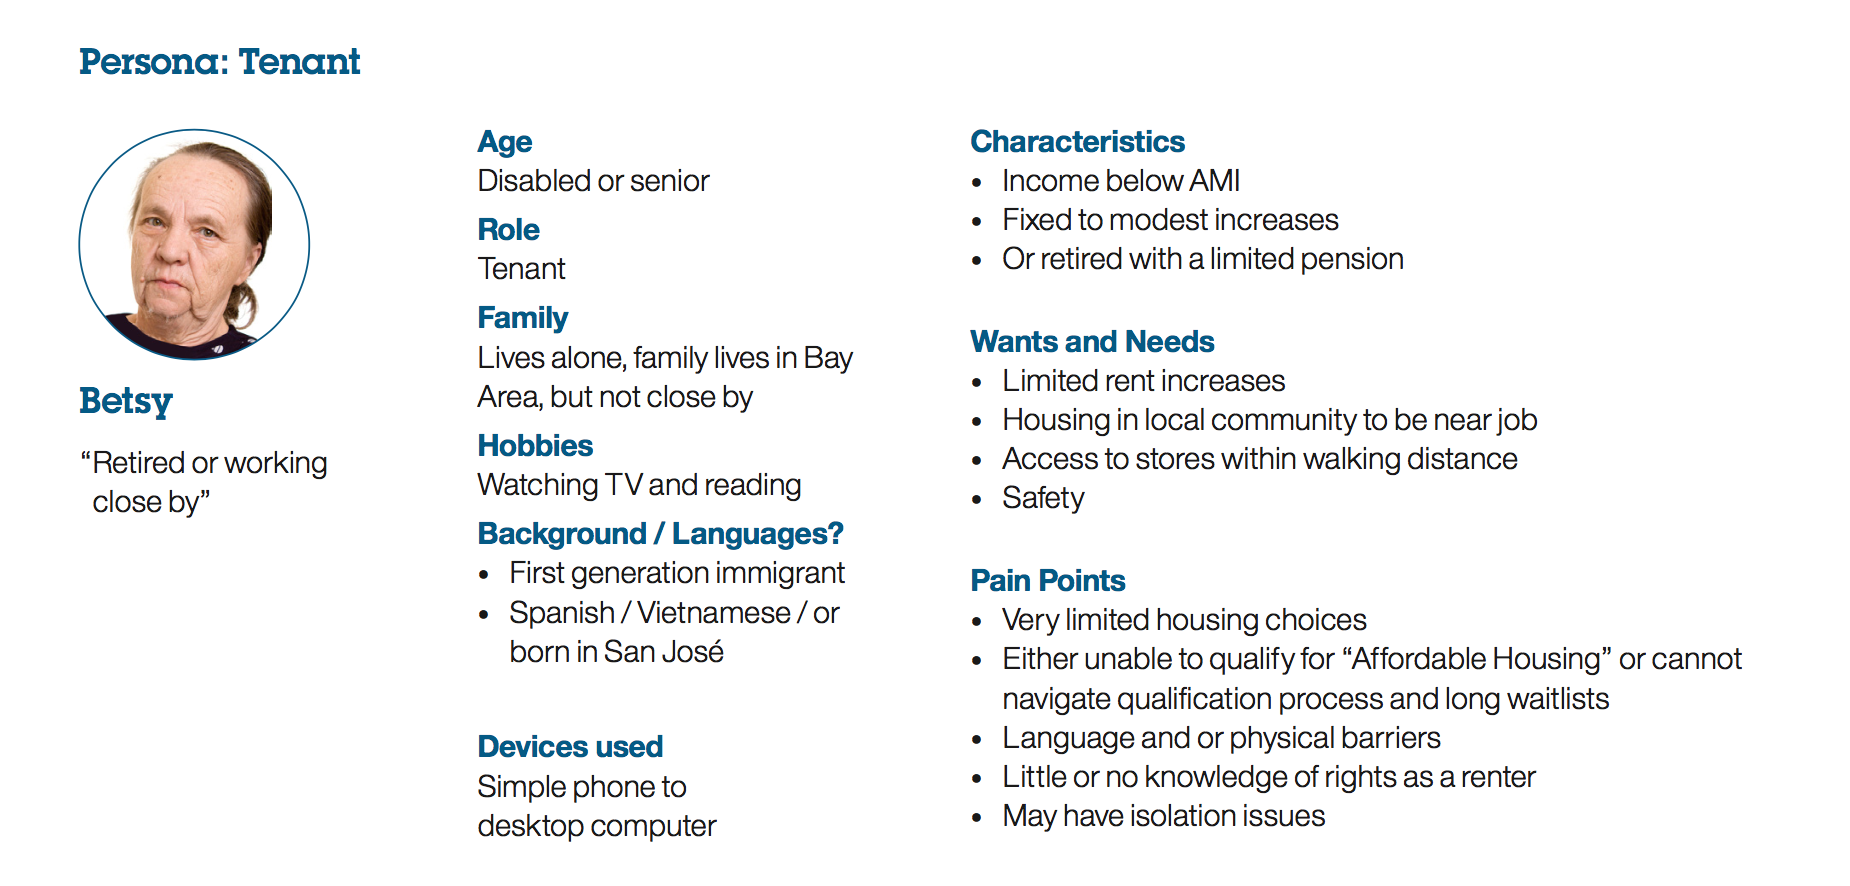 Persona: Tenant
Betsy
“Retired or working
close by”
Age
Disabled or senior
Role
Tenant
Family
Lives alone, family lives in Bay
Area, but not close by
Hobbies
Watching TV and reading
Background / Languages?
• First generation immigrant
• Spanish / Vietnamese / or
born in San José
Devices used
Simple phone to
desktop computer
Characteristics
• Income below AMI
• Fixed to modest increases
• Or retired with a limited pension
Wants and Needs
• Limited rent increases
• Housing in local community to be near job
• Access to stores within walking distance
• Safety
Pain Points
• Very limited housing choices
• Either unable to qualify for “Affordable Housing” or cannot
navigate qualification process and long waitlists
• Language and or physical barriers
• Little or no knowledge of rights as a renter
• May have isolation issues